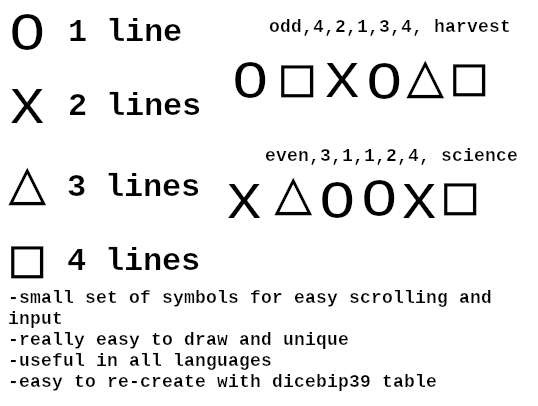 O 1 line
odd,4,2,1,3,4, harvest
O □ X O △ □
X 2 lines
even,3,1,1,2,4, science
△ 3 lines
X △ O O X □
□ 4 lines
-small set of symbols for easy scrolling and
input
-really easy to draw and unique
-useful in all languages
-easy to re-create with dicebip39 table